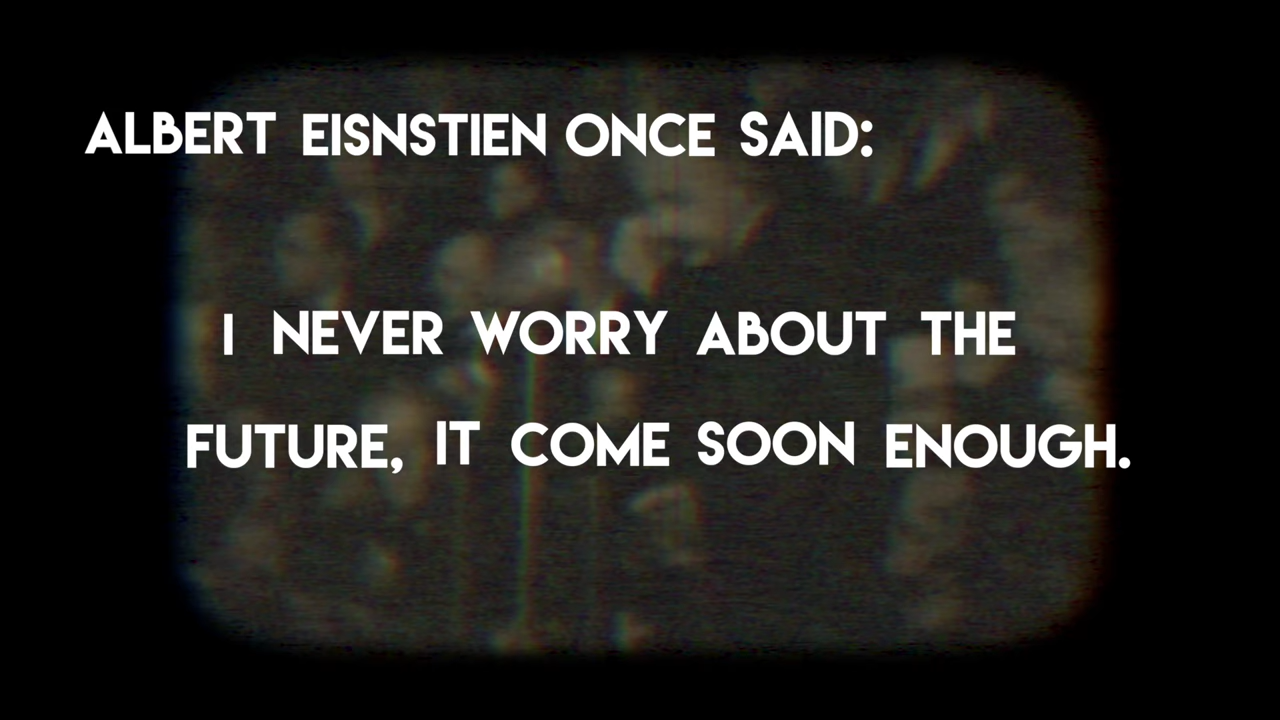 ALBERT EISNSTIEN ONCE SAID:
I NEVER WORRY ABOUT THE
FUTURE, IT COME SOON ENOUGH.